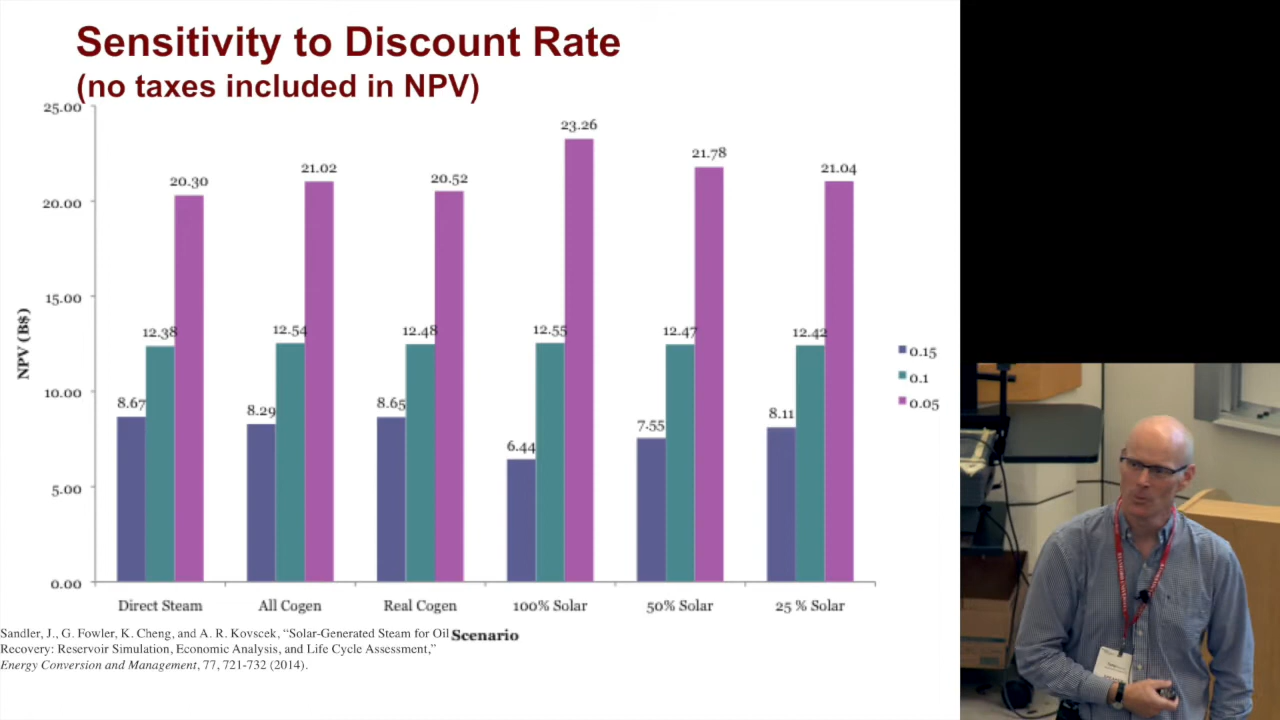 Sensitivity to Discount Rate
(no taxes included in NPV)
25.00
20.00
15.00
10.00
5.00
0.00
NPV (B$)
8.67
12.38
20.30
8.29
12.54
21.02
8.65
12.48
20.52
6.44
12.55
23.26
7.55
12.47
21.78
8.11
12.42
21.04
0.15
0.1
0.05
Direct Steam
All Cogen
Real Cogen
100% Solar
50% Solar
25 % Solar
Scenario
Sandler, J., G. Fowler, K. Cheng, and A. R. Kovscek, “Solar-Generated Steam for Oil
Recovery: Reservoir Simulation, Economic Analysis, and Life Cycle Assessment,”
Energy Conversion and Management, 77, 721-732 (2014).